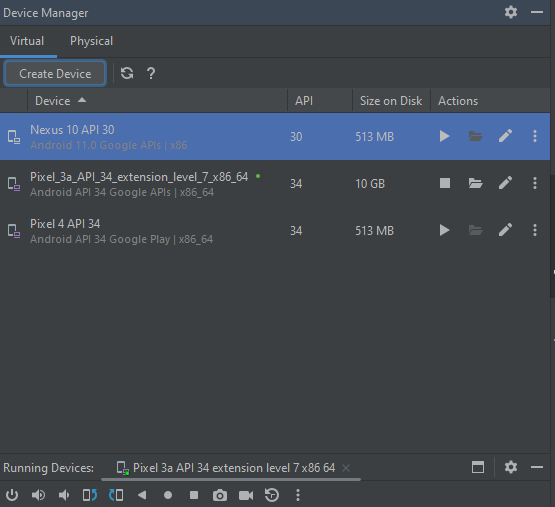 Device Manager
Virtual Physical
Create Device ?
Device API Size on Disk Actions
Nexus 10 API 30 30 513 MB
Android 11.0 Google APIs | x86
Pixel_3a_API_34_extension_level_7_x86_64 34 10 GB
Android API 34 Google APIs | x86_64
Pixel 4 API 34 34 513 MB
Android API 34 Google Play | x86_64
Running Devices: Pixel 3a API 34 extension level 7 x86 64